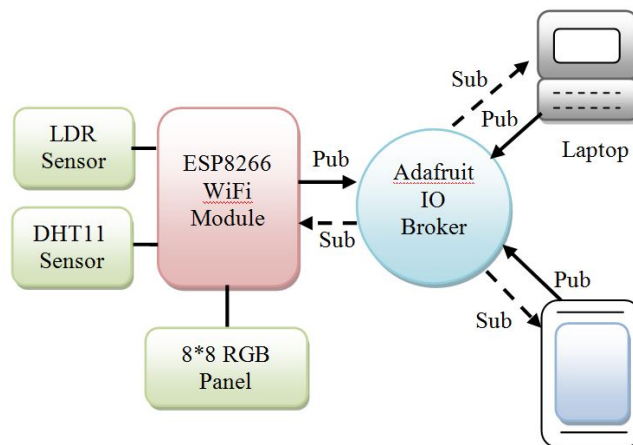 LDR
Sensor
DHT11
Sensor
ESP8266
WiFi
Module
8*8 RGB
Panel
Pub
Sub
Adafruit
IO
Broker
Sub
Pub
Laptop
Pub
Sub